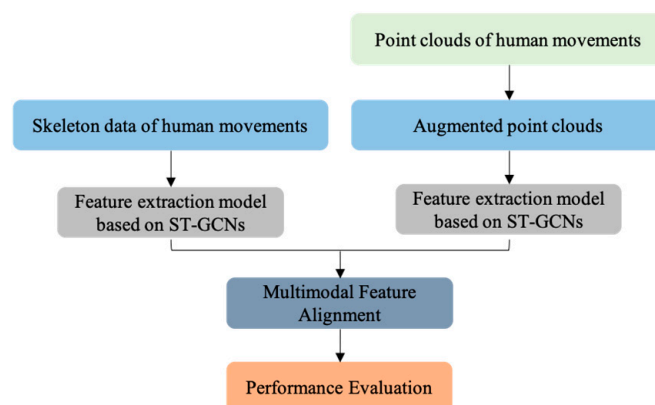 Point clouds of human movements
Skeleton data of human movements
Augmented point clouds
Feature extraction model
based on ST-GCNs
Feature extraction model
based on ST-GCNs
Multimodal Feature
Alignment
Performance Evaluation